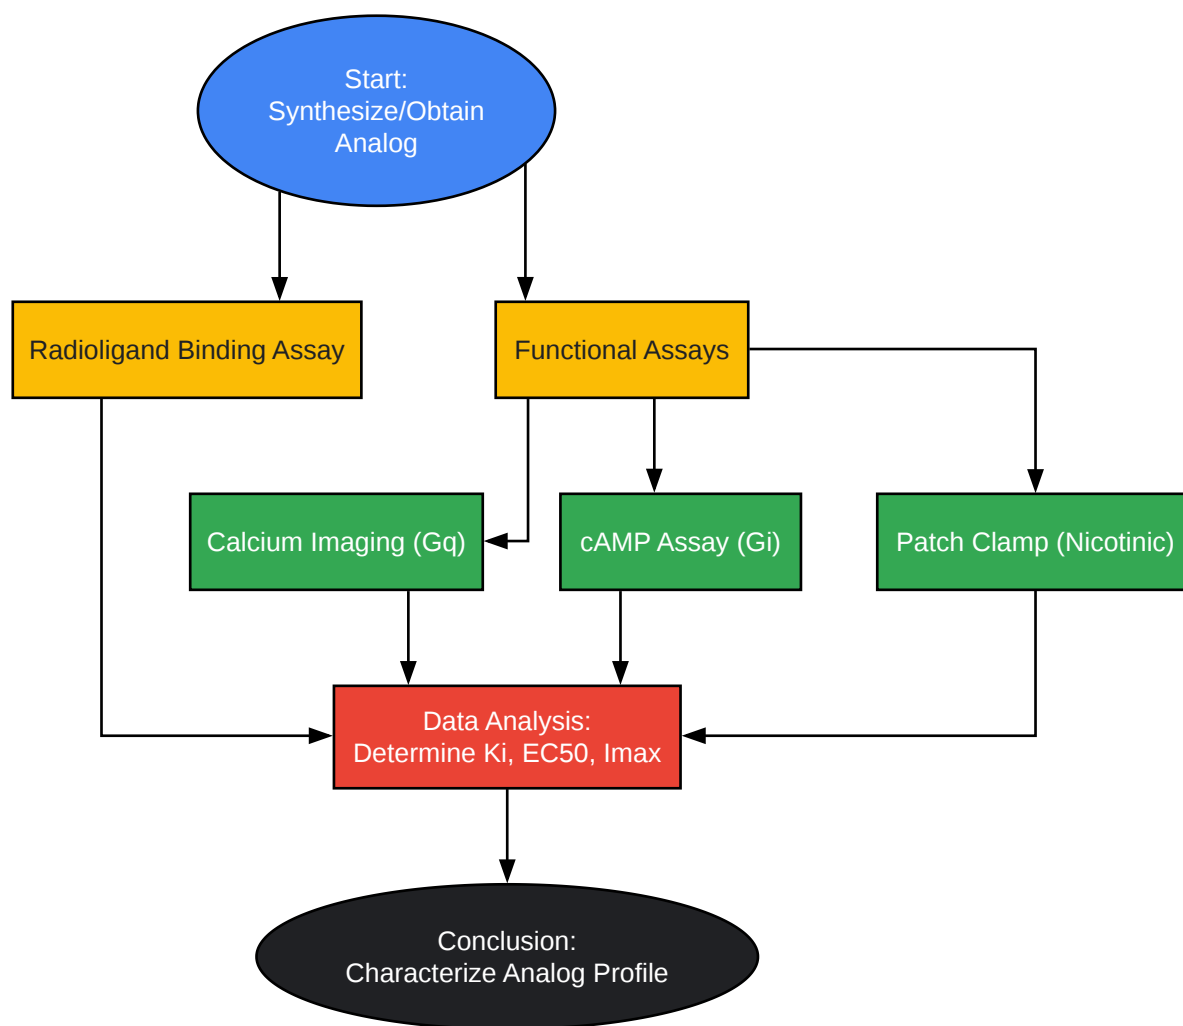 Start:
Synthesize/Obtain
Analog
Radioligand Binding Assay
Functional Assays
Calcium Imaging (Gq)
cAMP Assay (Gi)
Patch Clamp (Nicotinic)
Data Analysis:
Determine Ki, EC50, Imax
Conclusion:
Characterize Analog Profile